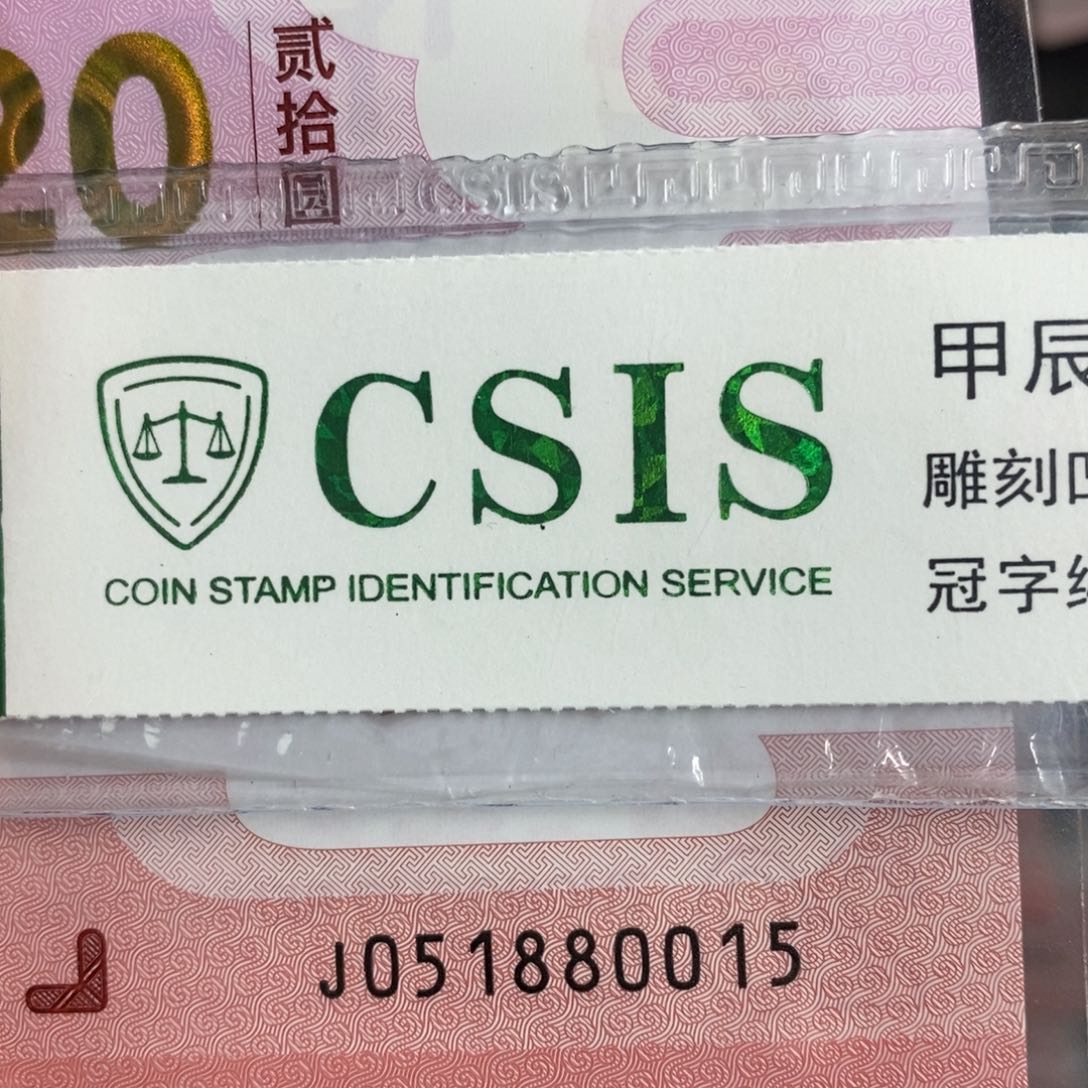 20
贰拾圆
CSIS
CSIS
COIN STAMP IDENTIFICATION SERVICE
甲辰
雕刻
冠字
J051880015